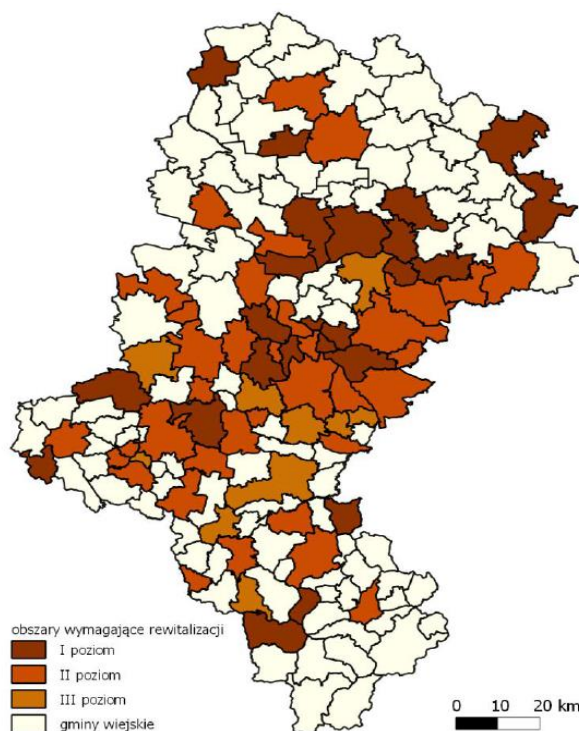 obszary wymagające rewitalizacji
I poziom
II poziom
III poziom
gminy wiejskie
0 10 20 km